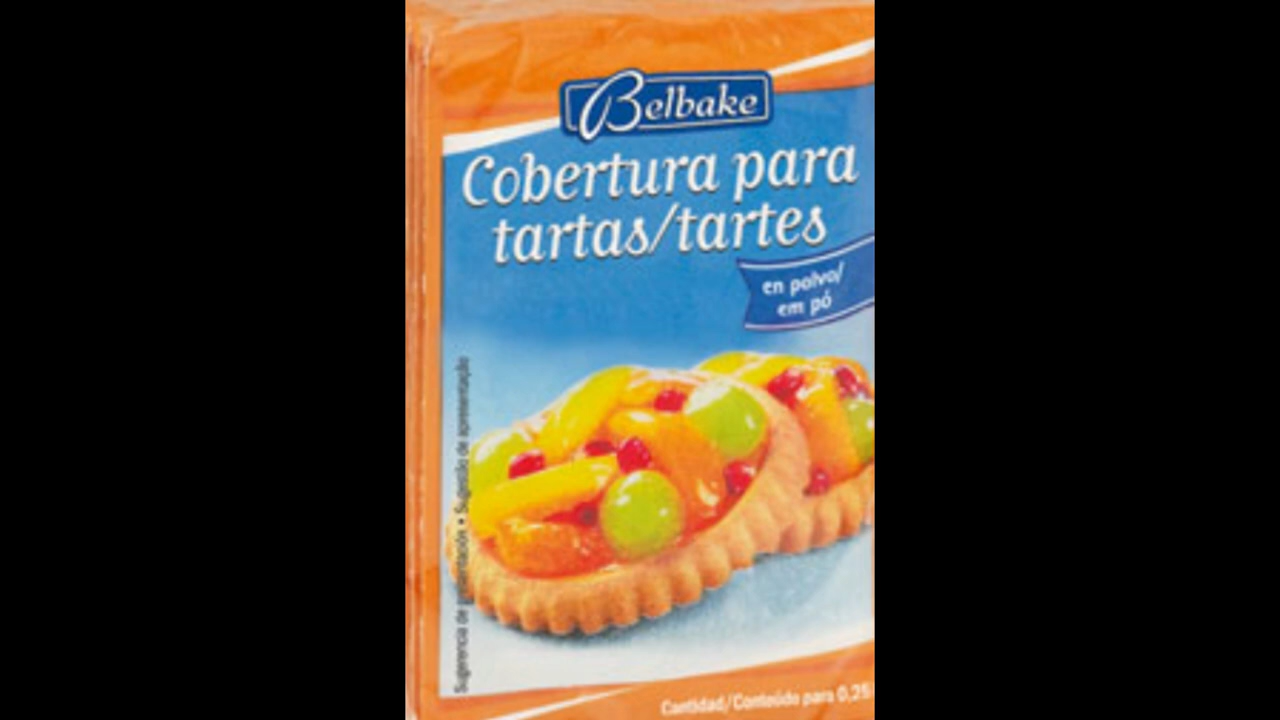 Belbake
Cobertura para
tartas/tartes
en polvo/
em pó
Sugerencia de presentación • Sugestão de apresentação
Cantidad/Conteúdo para 0,25